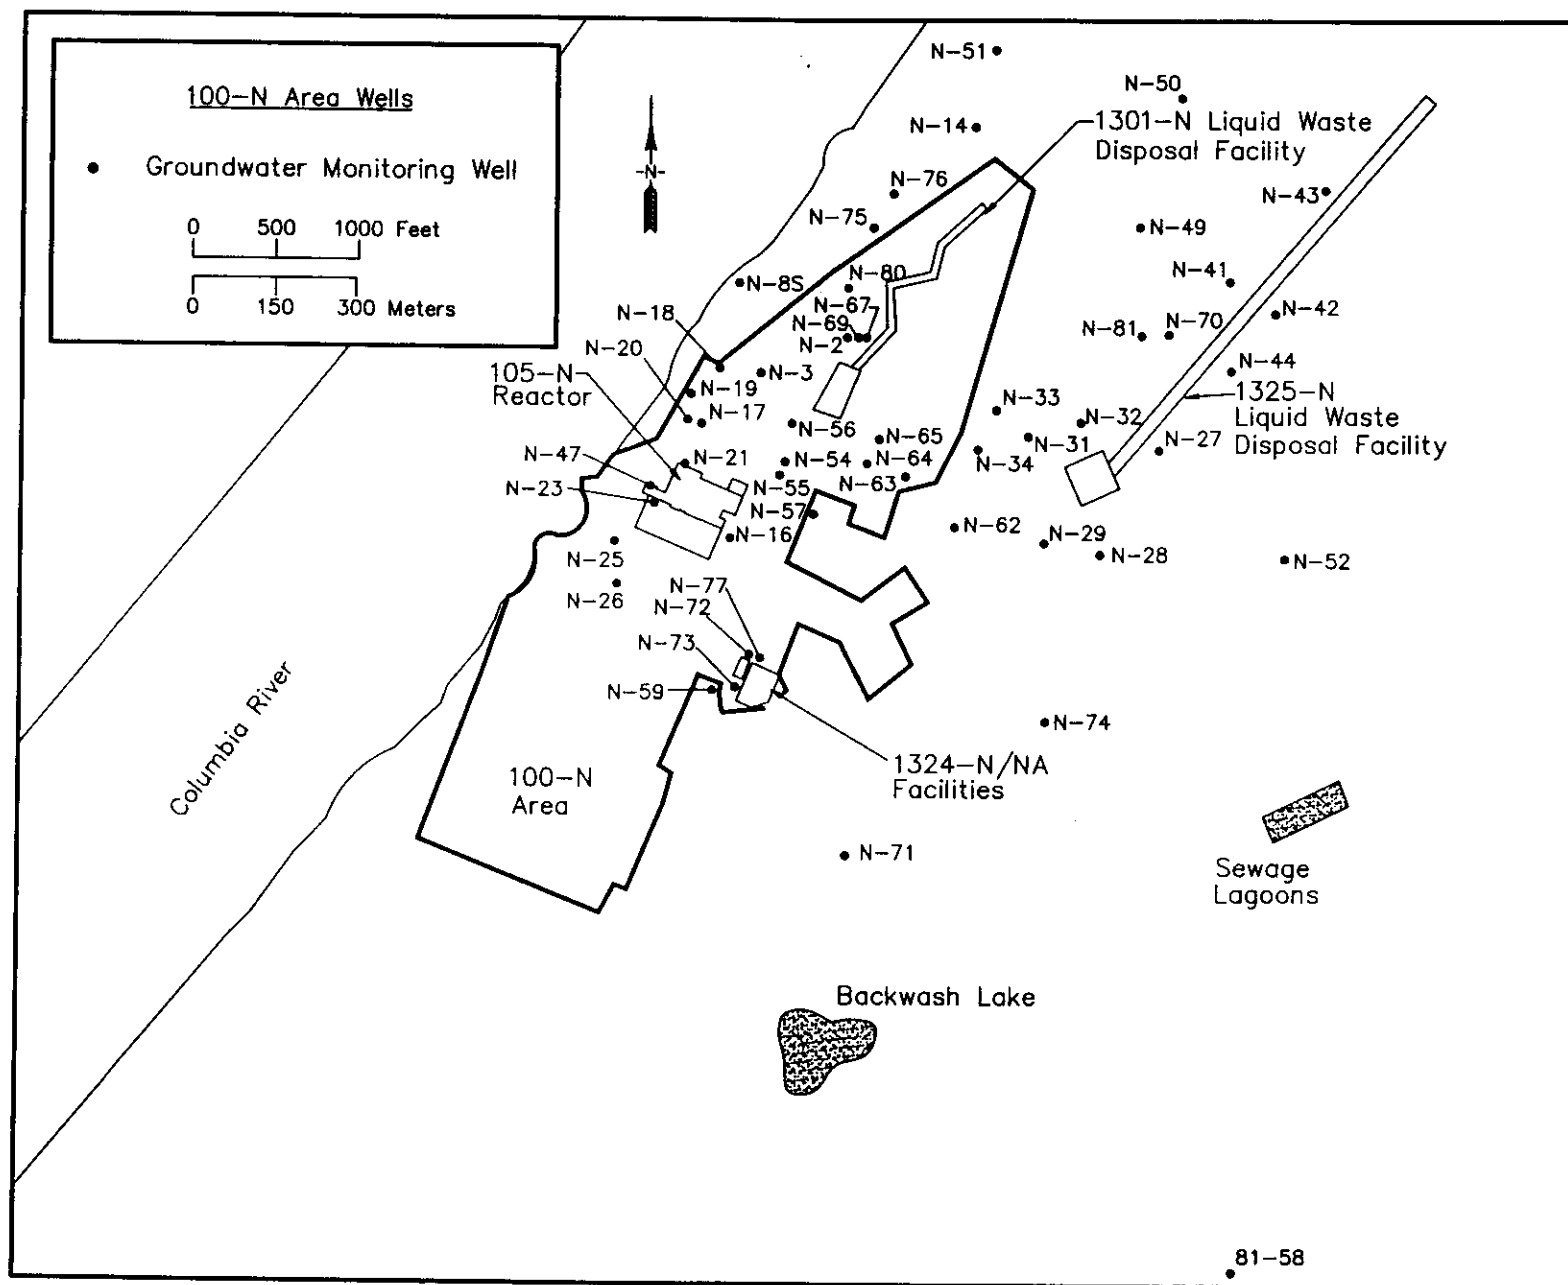 100-N Area Wells
Groundwater Monitoring Well
0 500 1000 Feet
0 150 300 Meters
-N-
N-51
N-50
N-14
1301-N Liquid Waste
Disposal Facility
N-76
N-43
N-75
N-49
N-80
N-41
N-8S
N-67
N-18
N-69
N-42
N-2
N-81
N-70
N-20
105-N
Reactor
N-3
N-44
N-19
1325-N
Liquid Waste
Disposal Facility
N-33
N-17
N-32
N-56
N-31
N-27
N-65
N-47
N-21
N-54
N-64
N-34
N-23
N-55
N-63
N-57
N-62
N-16
N-29
N-25
N-28
N-52
N-26
N-77
N-72
N-73
N-59
N-74
Columbia River
100-N
Area
1324-N/NA
Facilities
N-71
Sewage
Lagoons
Backwash Lake
81-58